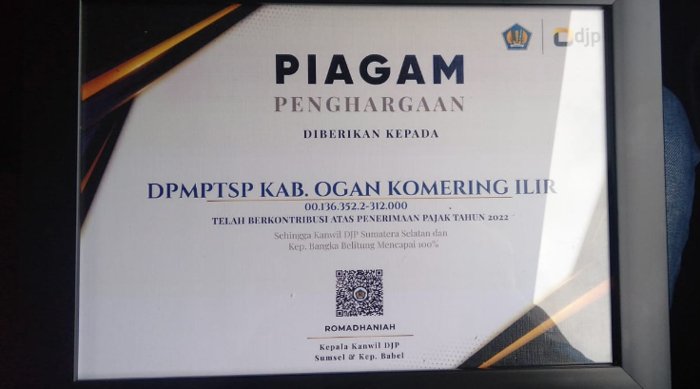 djp
PIAGAM
PENGHARGAAN
DIBERIKAN KEPADA
DPMPTSP KAB. OGAN KOMERING ILIR
00.136.352.2-312.000
TELAH BERKONTRIBUSI ATAS PENERIMAAN PAJAK TAHUN 2022
Sehingga Kanwil DJP Sumatera Selatan dan
Kep. Bangka Belitung Mencapai 100%
ROMADHANIAH
Kepala Kanwil DJP
Sumsel & Kep. Babel